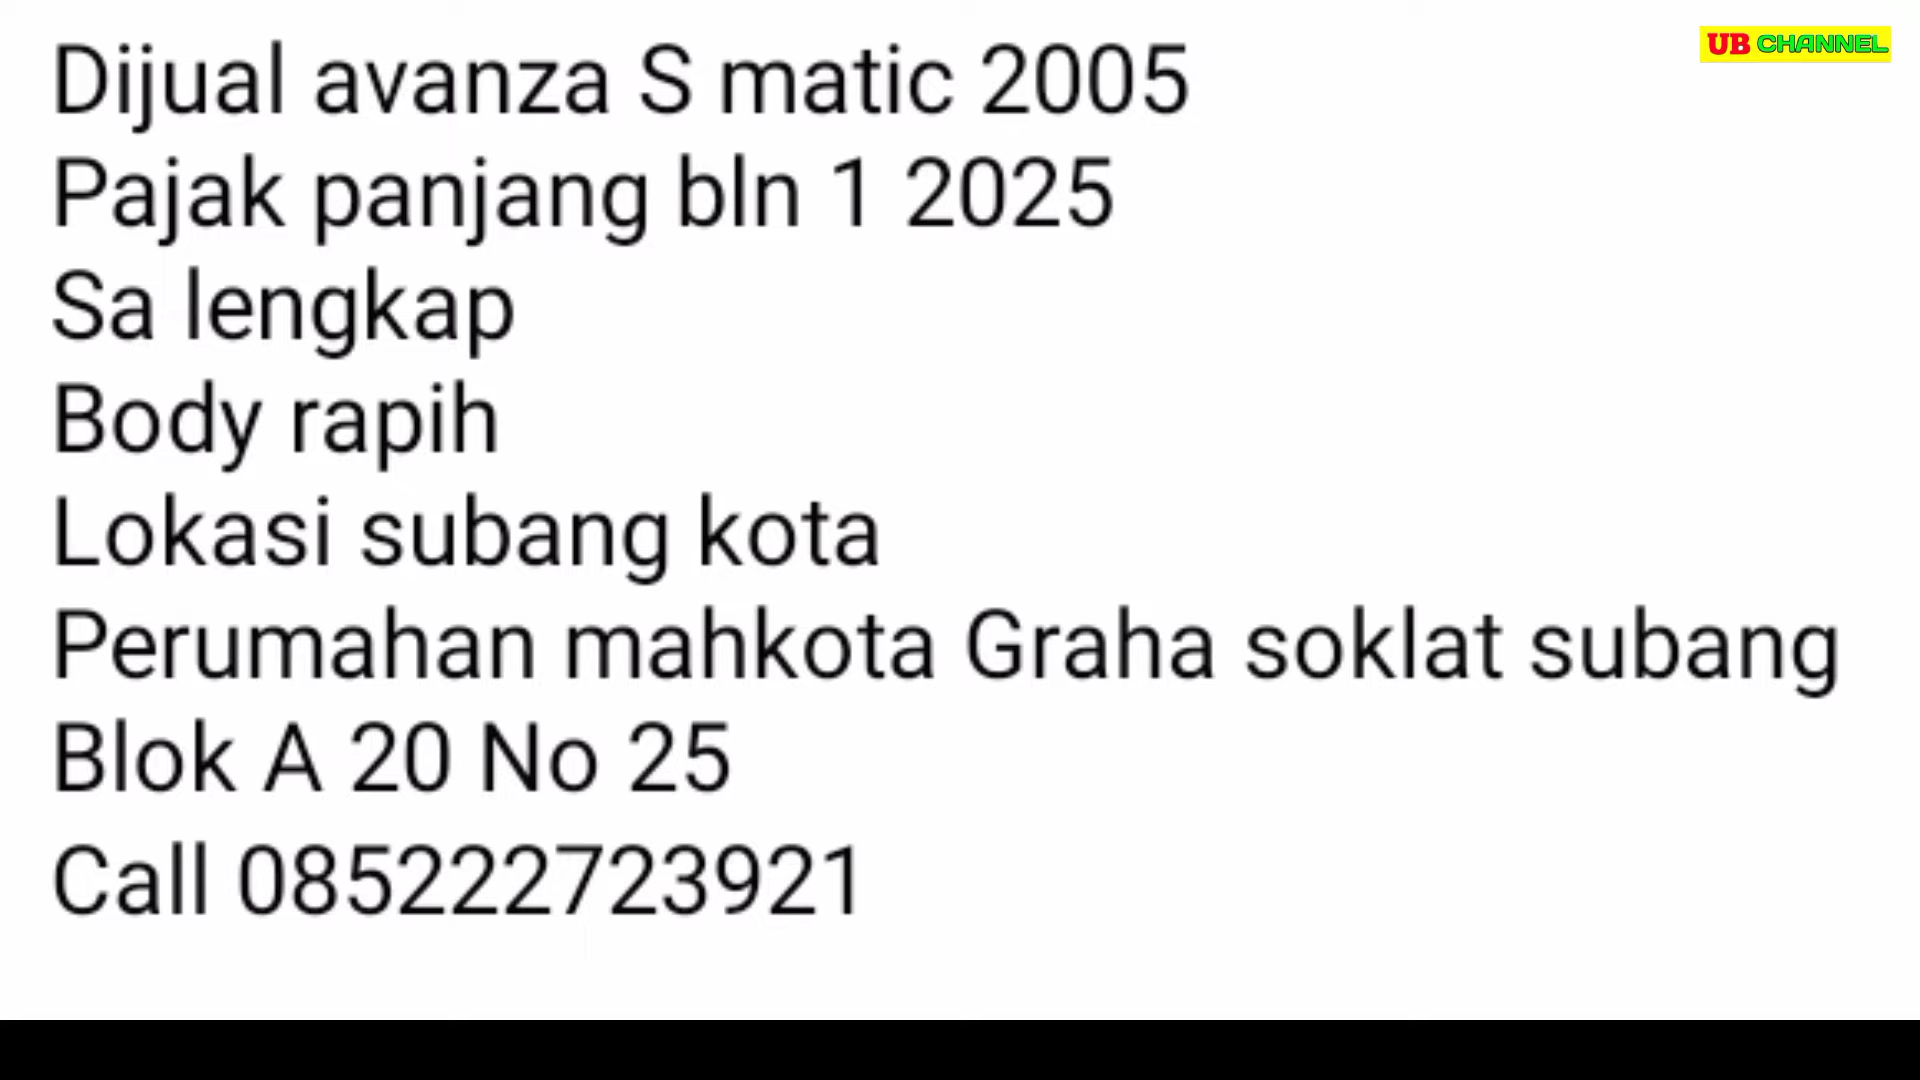 UB CHANNEL
Dijual avanza S matic 2005
Pajak panjang bln 1 2025
Sa lengkap
Body rapih
Lokasi subang kota
Perumahan mahkota Graha soklat subang
Blok A 20 No 25
Call 085222723921